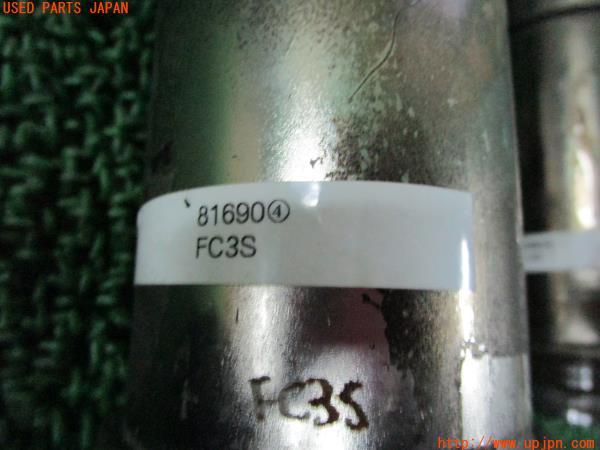 USED PARTS JAPAN
81690④
FC3S
FC3S
http://www.upjpn.com/